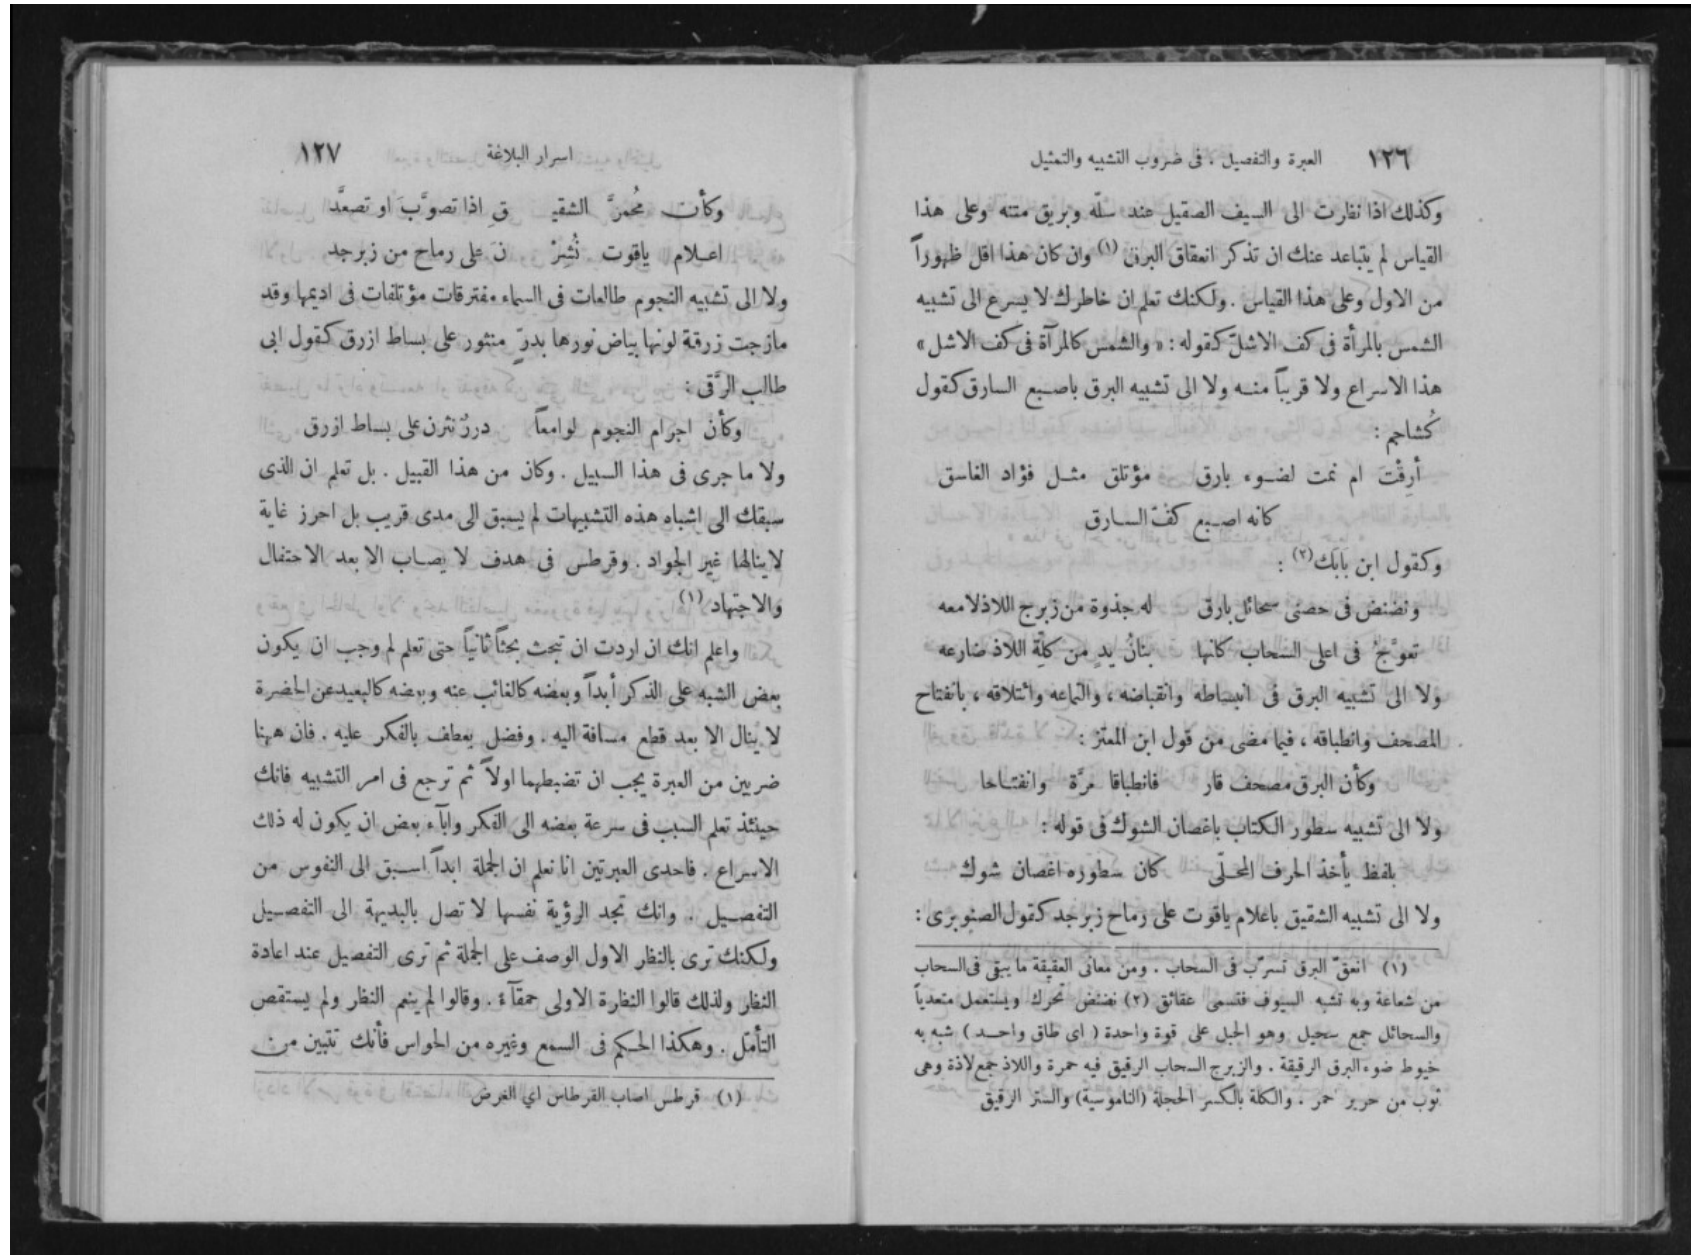 ١٢٦ العبرة والتفصيل ، فى ضروب التشبيه والتمثيل
وكذلك اذا نظرت الى السيف الصقيل عند سلّه وبريق متنه وعلى هذا
القياس لم يتباعد عنك ان تذكر انعقاق البرق (١) وان كان هذا اقل ظهوراً
من الاول وعلى هذا القياس . ولكنك تعلم ان خاطرك لا يسرع الى تشبيه
الشمس بالمرآة فى كف الاشلّ كقوله : « والشمس كالمرآة فى كف الاشل »
هذا الاسراع ولا قريباً منه ولا الى تشبيه البرق باصبع السارق كقول
كُشاجم :
أرِقْتَ ام نمت لضوء بارق مؤتلق مثل فؤاد العاسق
كانه اصبع كفّ السارق
وكقول ابن بابَك (٢) :
ونضنض فى حضنى سحائل بارق له جذوة من زبرج اللاذ لامعه
تعوّجُ فى اعلى السحاب كانها بنانُ يدٍ من كلّة اللاذ ضارعه
ولا الى تشبيه البرق فى انبساطه وانقباضه ، والتماعه وائتلاقه ، بانفتاح
المصحف وانطباقه ، فيما مضى من قول ابن المعتز :
وكأن البرق مصحف قار فانطباقا مرَّة وانفتاحا
ولا الى تشبيه سطور الكتاب باغصان الشوك فى قوله :
بلفظ يأخذ الحرف المحلّى كان سطوره اغصان شوك
ولا الى تشبيه الشقيق باعلام ياقوت على رماح زبرجد كقول الصنوبرى :
(١) انعقّ البرق تسرّب فى السحاب . ومن معانى العقيقة ما يبقى فى السحاب
من شعاعة وبه تشبه السيوف فتسمى عقائق (٢) نضنض تحرك ويستعمل متعدياً
والسحائل جمع سحيل وهو الحبل على قوة واحدة ( اى طاق واحد ) شبه به
خيوط ضوء البرق الرقيقة . والزبرج السحاب الرقيق فيه حمرة واللاذ جمع لاذة وهى
ثوب من حرير حمر . والكلة بالكسر الحجلة (الناموسية) والستر الرقيق
اسرار البلاغة ١٢٧
وكأن محُمرَّ الشقيـ ـقِ اذا تصوَّبَ او تصعَّد
اعلام ياقوت نُشِرْ نَ على رماح من زبرجد
ولا الى تشبيه النجوم طالعات فى السماء مفترقات مؤتلفات فى اديمها وقد
مازجت زرقة لونها بياض نورها بدرّ منثور على بساط ازرق كقول ابى
طالب الرَّقى :
وكأن اجرام النجوم لوامعاً دررٌ نثرن على بساط ازرق
ولا ما جرى فى هذا السبيل . وكان من هذا القبيل . بل تعلم ان الذى
سبقك الى اشباه هذه التشبيهات لم يسبق الى مدى قريب بل احرز غاية
لا ينالها غير الجواد . وقرطس فى هدف لا يصاب الا بعد الاحتفال
والاجتهاد (١)
واعلم انك ان اردت ان تبحث بحثاً ثانياً حتى تعلم لم وجب ان يكون
بعض الشبه على الذكر أبداً وبعضه كالغائب عنه وبعضه كالبعيد عن الحضرة
لا ينال الا بعد قطع مسافة اليه . وفضل بعطف بالفكر عليه . فان ههنا
ضربين من العبرة يجب ان تضبطهما اولاً ثم ترجع فى امر التشبيه فانك
حينئذ تعلم السبب فى سرعة بعضه الى الفكر وإباء بعض ان يكون له ذلك
الاسراع . فاحدى العبرتين انا نعلم ان الجملة ابداً اسبق الى النفوس من
التفصيل . وانك تجد الرؤية نفسها لا تصل بالبديهة الى التفصيل
ولكنك ترى بالنظر الاول الوصف على الجملة ثم ترى التفصيل عند اعادة
النظر ولذلك قالوا النظرة الاولى حمقآء . وقالوا لم ينعم النظر ولم يستقص
التأمّل . وهكذا الحكم فى السمع وغيره من الحواس فأنك تتبين من
(١) قرطس اصاب القرطاس اي الغرض